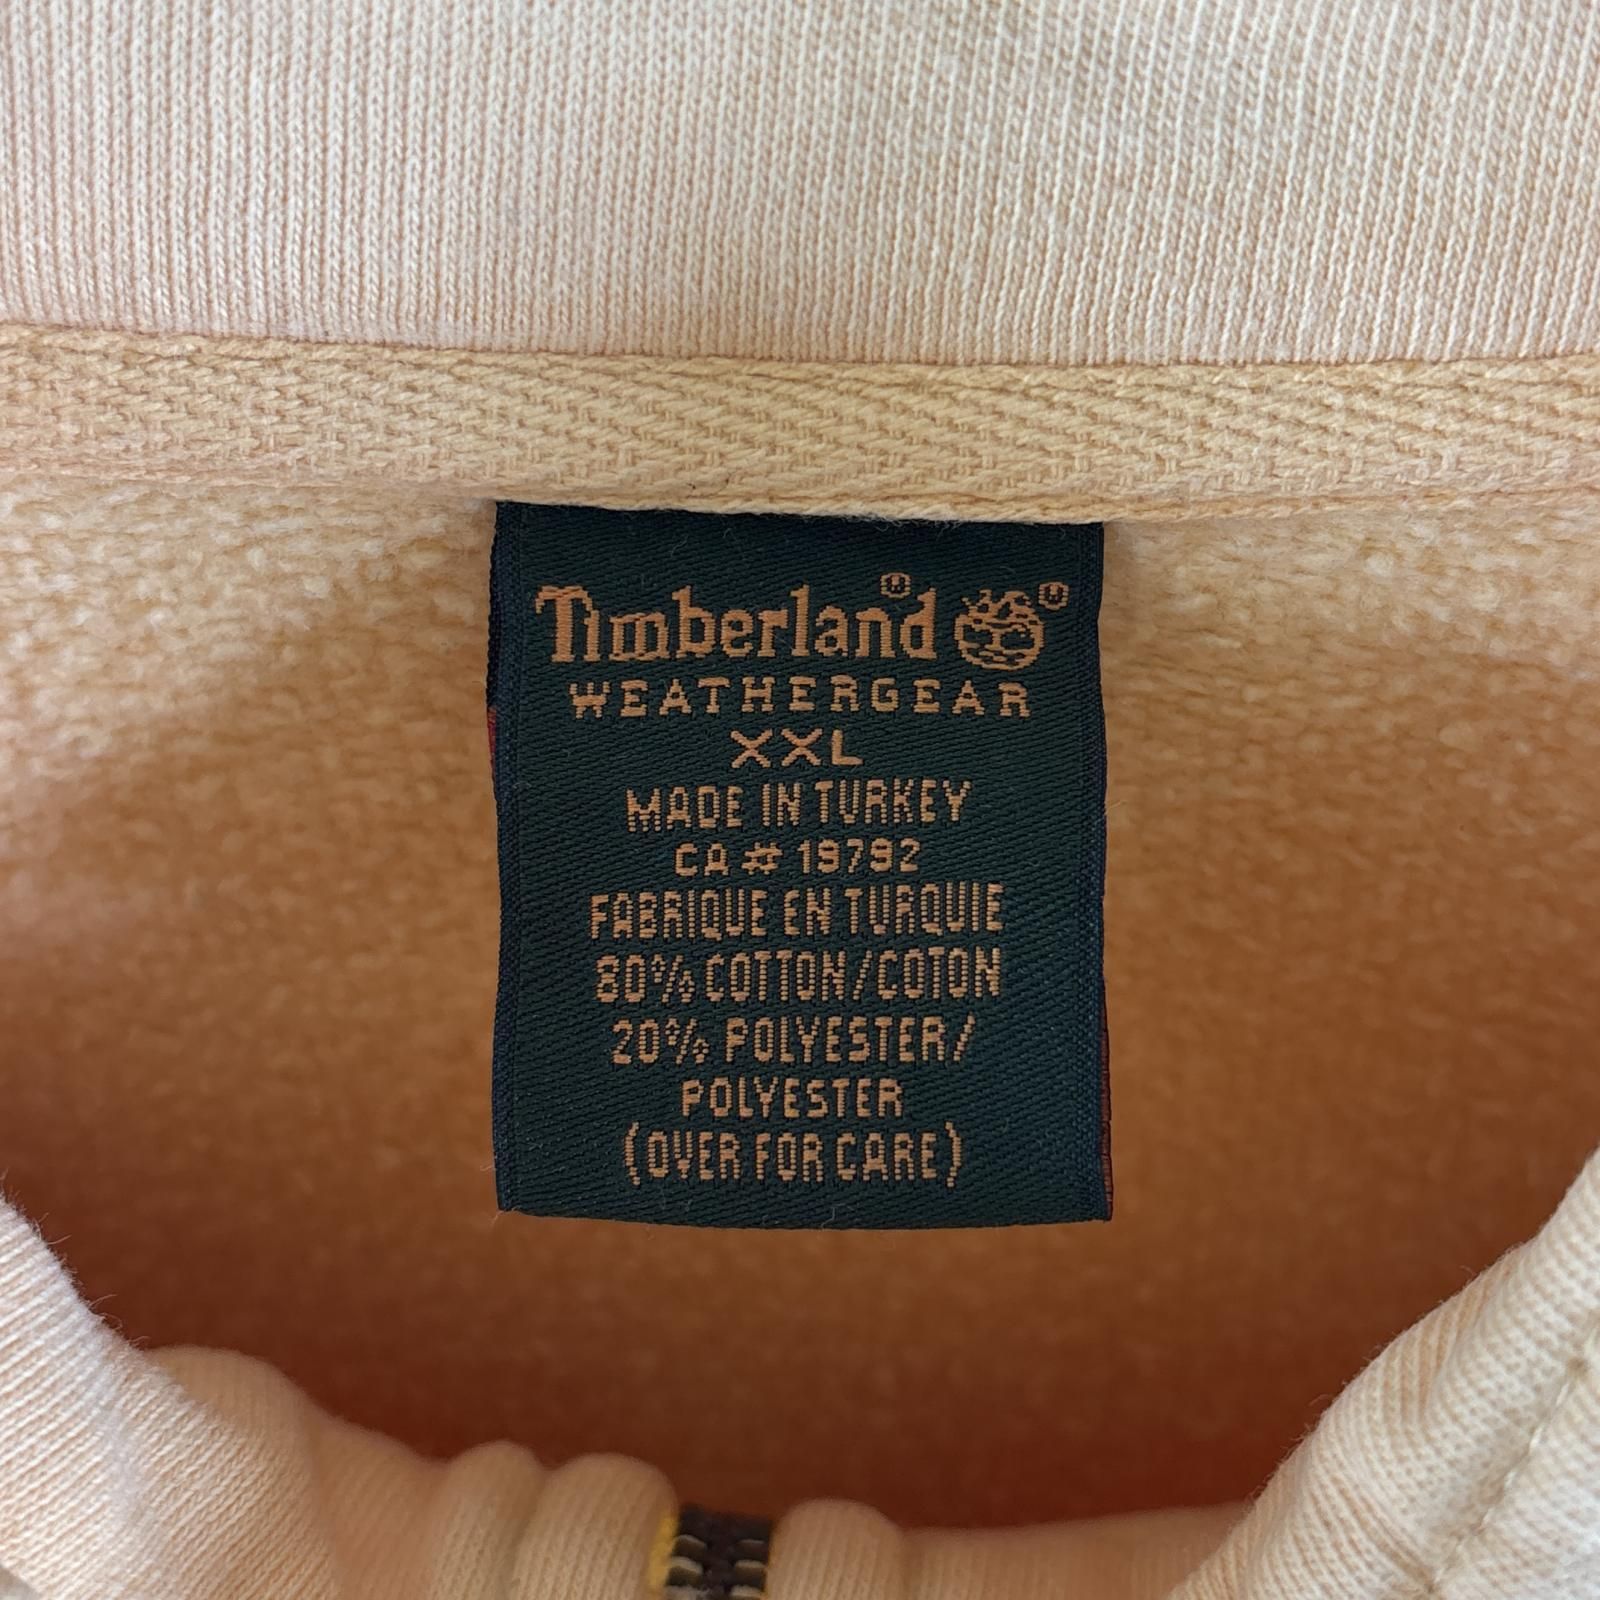 Timberland® ®
WEATHERGEAR
XXL
MADE IN TURKEY
CA # 19792
FABRIQUE EN TURQUIE
80% COTTON/COTON
20% POLYESTER/
POLYESTER
(OVER FOR CARE)